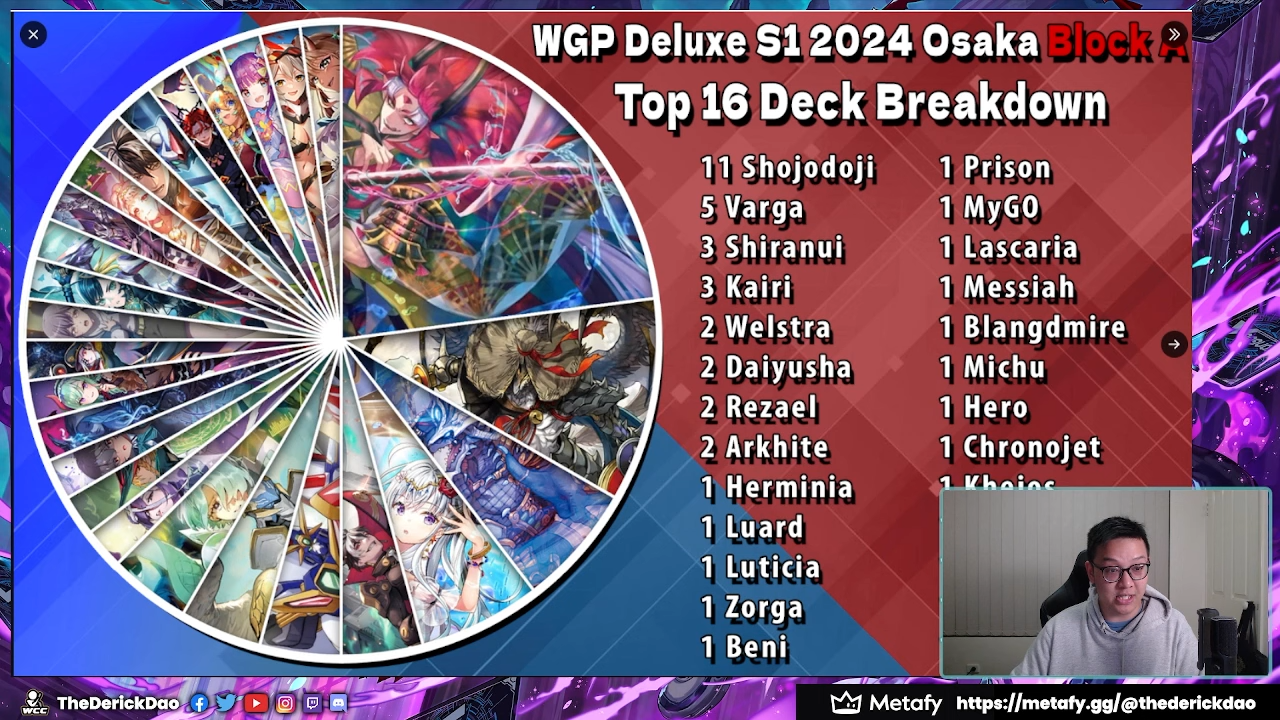 WGP Deluxe S1 2024 Osaka Block A
Top 16 Deck Breakdown
11 Shojodoji
5 Varga
3 Shiranui
3 Kairi
2 Welstra
2 Daiyusha
2 Rezael
2 Arkhite
1 Herminia
1 Luard
1 Luticia
1 Zorga
1 Beni
1 Prison
1 MyGO
1 Lascaria
1 Messiah
1 Blangdmire
1 Michu
1 Hero
1 Chronojet
1 Kheios
WCC
TheDerickDao
Metafy
https://metafy.gg/@thederickdao